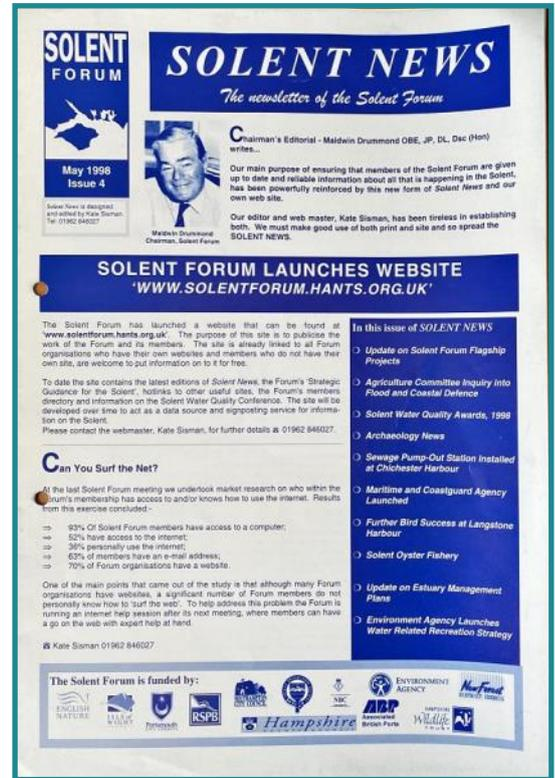 SOLENT
FORUM
May 1998
Issue 4
Solent News is designed
and edited by Kate Sisman
Tel: 01962 846027
SOLENT NEWS
The newsletter of the Solent Forum
Maldwin Drummond
Chairman, Solent Forum
Chairman's Editorial - Maldwin Drummond OBE, JP, DL, Dsc (Hon)
writes...
Our main purpose of ensuring that members of the Solent Forum are given
up to date and reliable information about all that is happening in the Solent,
has been powerfully reinforced by this new form of Solent News and our
own web site.
Our editor and web master, Kate Sisman, has been tireless in establishing
both. We must make good use of both print and site and so spread the
SOLENT NEWS.
SOLENT FORUM LAUNCHES WEBSITE
'WWW.SOLENTFORUM.HANTS.ORG.UK'
The Solent Forum has launched a website that can be found at
'www.solentforum.hants.org.uk'. The purpose of this site is to publicise the
work of the Forum and its members. The site is already linked to all Forum
organisations who have their own websites and members who do not have their
own site, are welcome to put information on to it for free.
To date the site contains the latest editions of Solent News, the Forum's 'Strategic
Guidance for the Solent', hotlinks to other useful sites, the Forum's members
directory and information on the Solent Water Quality Conference. The site will be
developed over time to act as a data source and signposting service for informa-
tion on the Solent.
Please contact the webmaster, Kate Sisman, for further details ☎ 01962 846027.
Can You Surf the Net?
At the last Solent Forum meeting we undertook market research on who within the
Forum's membership has access to and/or knows how to use the internet. Results
from this exercise concluded:-
⇒ 93% Of Solent Forum members have access to a computer;
⇒ 52% have access to the internet;
⇒ 36% personally use the internet;
⇒ 63% of members have an e-mail address;
⇒ 70% of Forum organisations have a website.
One of the main points that came out of the study is that although many Forum
organisations have websites, a significant number of Forum members do not
personally know how to 'surf the web'. To help address this problem the Forum is
running an internet help session after its next meeting, where members can have
a go on the web with expert help at hand.
☎ Kate Sisman 01962 846027
In this issue of SOLENT NEWS
❍ Update on Solent Forum Flagship
Projects
❍ Agriculture Committee Inquiry into
Flood and Coastal Defence
❍ Solent Water Quality Awards, 1998
❍ Archaeology News
❍ Sewage Pump-Out Station Installed
at Chichester Harbour
❍ Maritime and Coastguard Agency
Launched
❍ Further Bird Success at Langstone
Harbour
❍ Solent Oyster Fishery
❍ Update on Estuary Management
Plans
❍ Environment Agency Launches
Water Related Recreation Strategy
The Solent Forum is funded by:
ENGLISH
NATURE
ISLE of
WIGHT
Portsmouth
RSPB
SOUTHAMPTON
CITY COUNCIL
NBC
Hampshire
ENVIRONMENT
AGENCY
ABP
Associated
British Ports
New Forest
HAMPSHIRE
Wildlife
TRUST